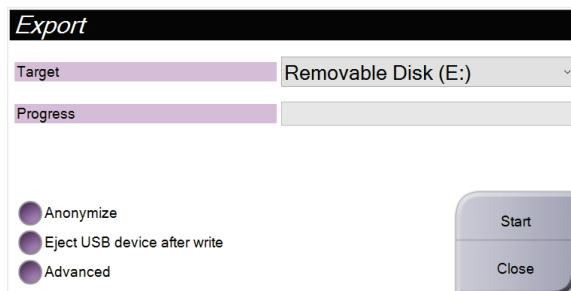 Export
Target
Removable Disk (E:)
Progress
Anonymize
Eject USB device after write
Advanced
Start
Close